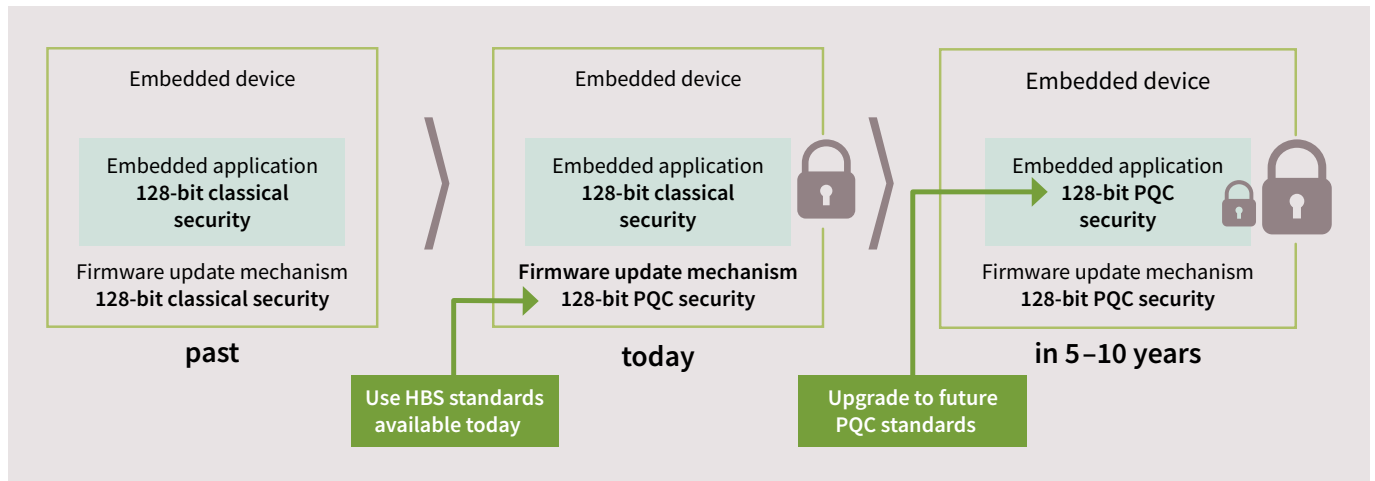 Embedded device
Embedded application
128-bit classical
security
Firmware update mechanism
128-bit classical security
past
Embedded device
Embedded application
128-bit classical
security
Firmware update mechanism
128-bit PQC security
today
Use HBS standards
available today
Embedded device
Embedded application
128-bit PQC
security
Firmware update mechanism
128-bit PQC security
in 5–10 years
Upgrade to future
PQC standards